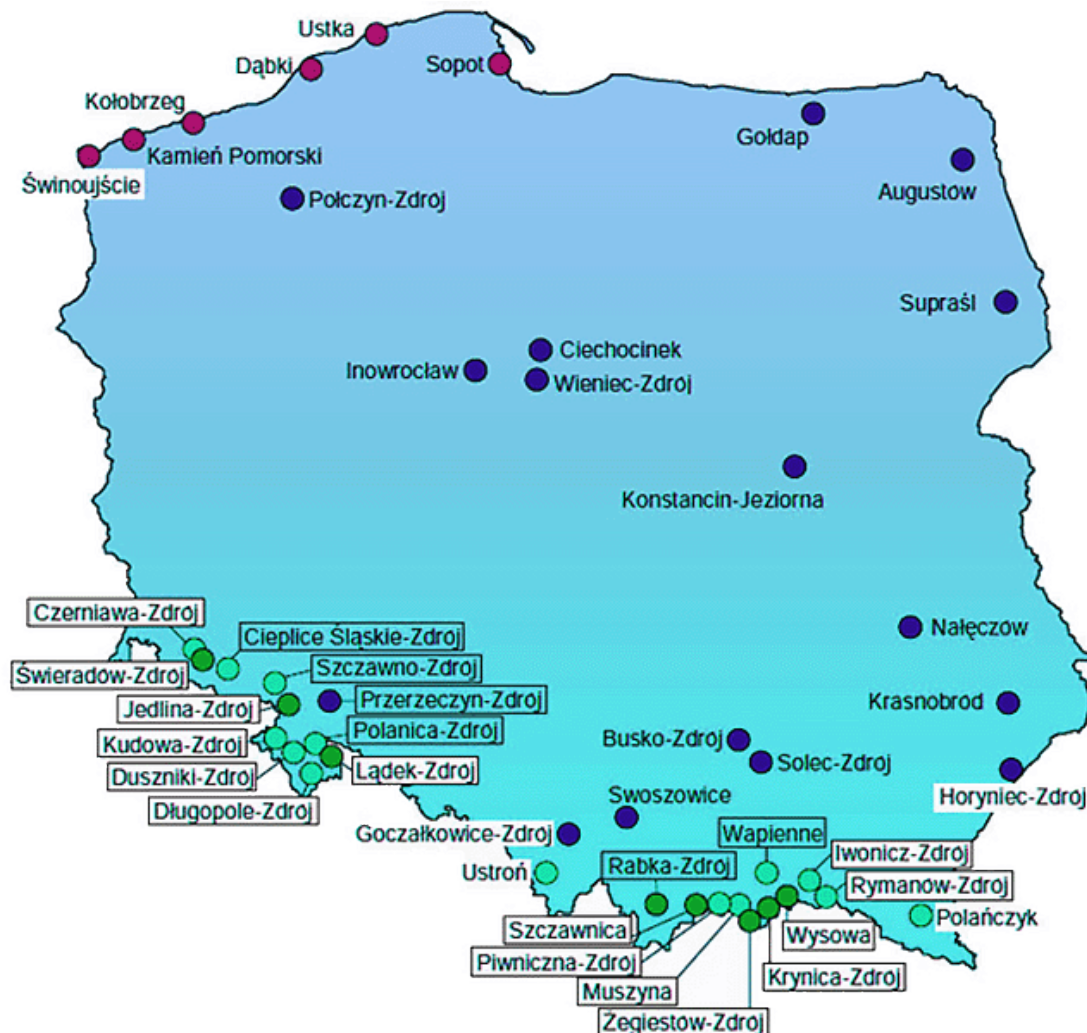 Ustka
Dąbki
Sopot
Kołobrzeg
Kamień Pomorski
Świnoujście
Gołdap
Augustów
Połczyn-Zdrój
Supraśl
Ciechocinek
Inowrocław
Wieniec-Zdrój
Konstancin-Jeziorna
Czerniawa-Zdrój
Cieplice Śląskie-Zdrój
Nałęczów
Szczawno-Zdrój
Świeradów-Zdrój
Przerzeczyn-Zdrój
Jedlina-Zdrój
Krasnobród
Polanica-Zdrój
Kudowa-Zdrój
Busko-Zdrój
Solec-Zdrój
Lądek-Zdrój
Duszniki-Zdrój
Horyniec-Zdrój
Długopole-Zdrój
Swoszowice
Goczałkowice-Zdrój
Wapienne
Iwonicz-Zdrój
Ustroń
Rabka-Zdrój
Rymanów-Zdrój
Polańczyk
Szczawnica
Wysowa
Piwniczna-Zdrój
Krynica-Zdrój
Muszyna
Żegiestów-Zdrój